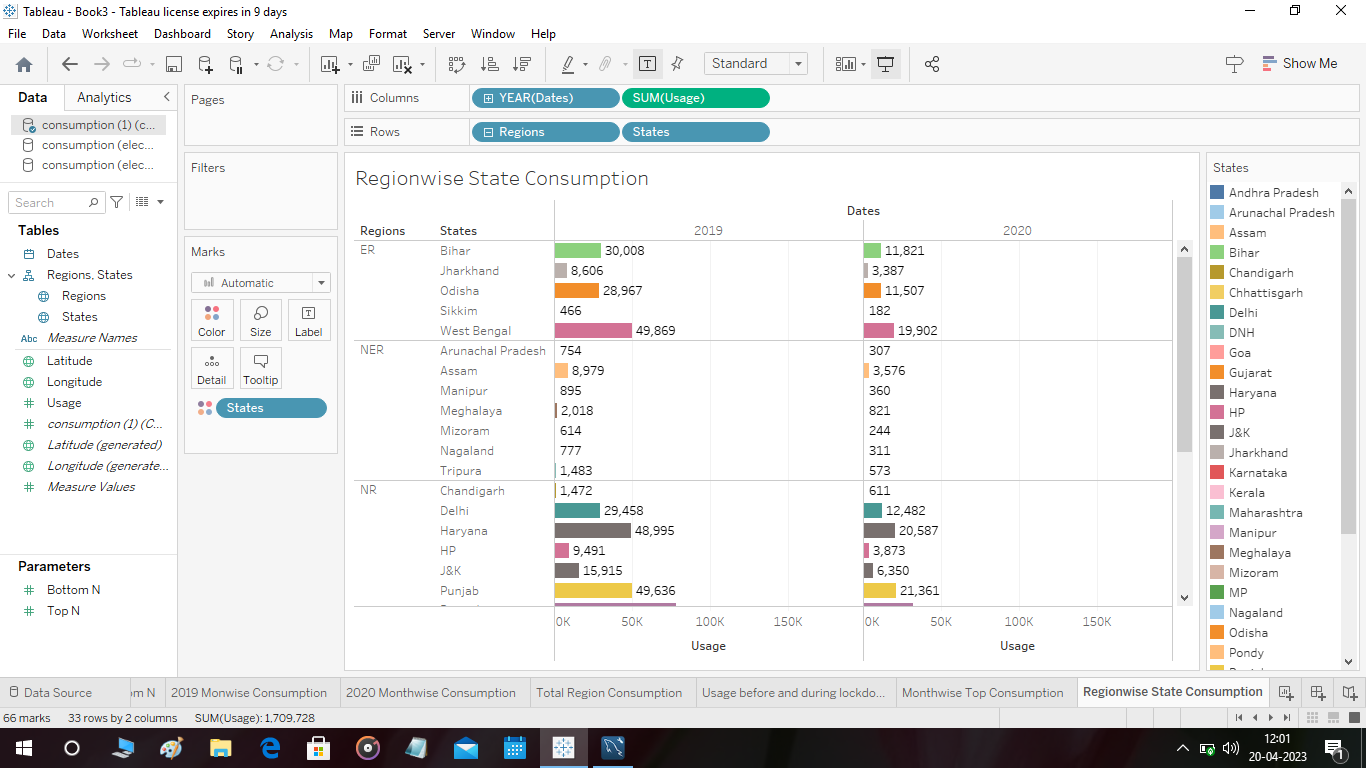 Tableau - Book3 - Tableau license expires in 9 days
File Data Worksheet Dashboard Story Analysis Map Format Server Window Help
Standard
Show Me
Data Analytics
consumption (1) (c...
consumption (elec...
consumption (elec...
Search
Tables
Dates
Regions, States
Regions
States
Abc Measure Names
Latitude
Longitude
Usage
consumption (1) (C...
Latitude (generated)
Longitude (generate...
Measure Values
Parameters
Bottom N
Top N
Pages
Filters
Marks
Automatic
Color Size Label
Detail Tooltip
States
Columns YEAR(Dates) SUM(Usage)
Rows Regions States
Regionwise State Consumption
Dates
Regions States 2019 2020
ER Bihar 30,008 11,821
Jharkhand 8,606 3,387
Odisha 28,967 11,507
Sikkim 466 182
West Bengal 49,869 19,902
NER Arunachal Pradesh 754 307
Assam 8,979 3,576
Manipur 895 360
Meghalaya 2,018 821
Mizoram 614 244
Nagaland 777 311
Tripura 1,483 573
NR Chandigarh 1,472 611
Delhi 29,458 12,482
Haryana 48,995 20,587
HP 9,491 3,873
J&K 15,915 6,350
Punjab 49,636 21,361
0K 50K 100K 150K 0K 50K 100K 150K
Usage Usage
States
Andhra Pradesh
Arunachal Pradesh
Assam
Bihar
Chandigarh
Chhattisgarh
Delhi
DNH
Goa
Gujarat
Haryana
HP
J&K
Jharkhand
Karnataka
Kerala
Maharashtra
Manipur
Meghalaya
Mizoram
MP
Nagaland
Odisha
Pondy
Data Source om N 2019 Monwise Consumption 2020 Monthwise Consumption Total Region Consumption Usage before and during lockdo... Monthwise Top Consumption Regionwise State Consumption
66 marks 33 rows by 2 columns SUM(Usage): 1,709,728
12:01
20-04-2023
1